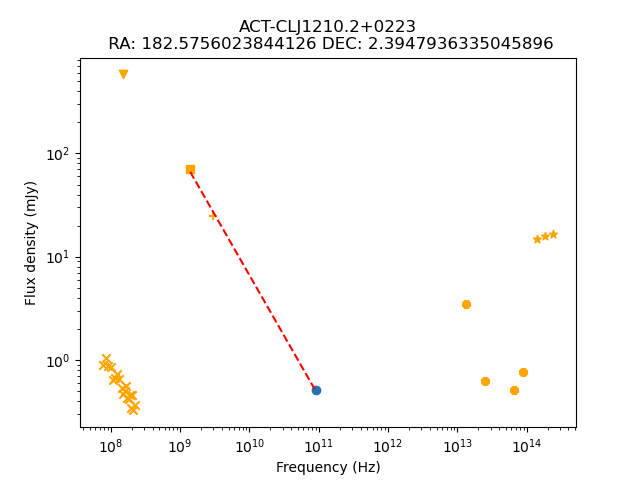 ACT-CLJ1210.2+0223
RA: 182.5756023844126 DEC: 2.3947936335045896
Flux density (mJy)
10²
10¹
10⁰
10⁸ 10⁹ 10¹⁰ 10¹¹ 10¹² 10¹³ 10¹⁴
Frequency (Hz)